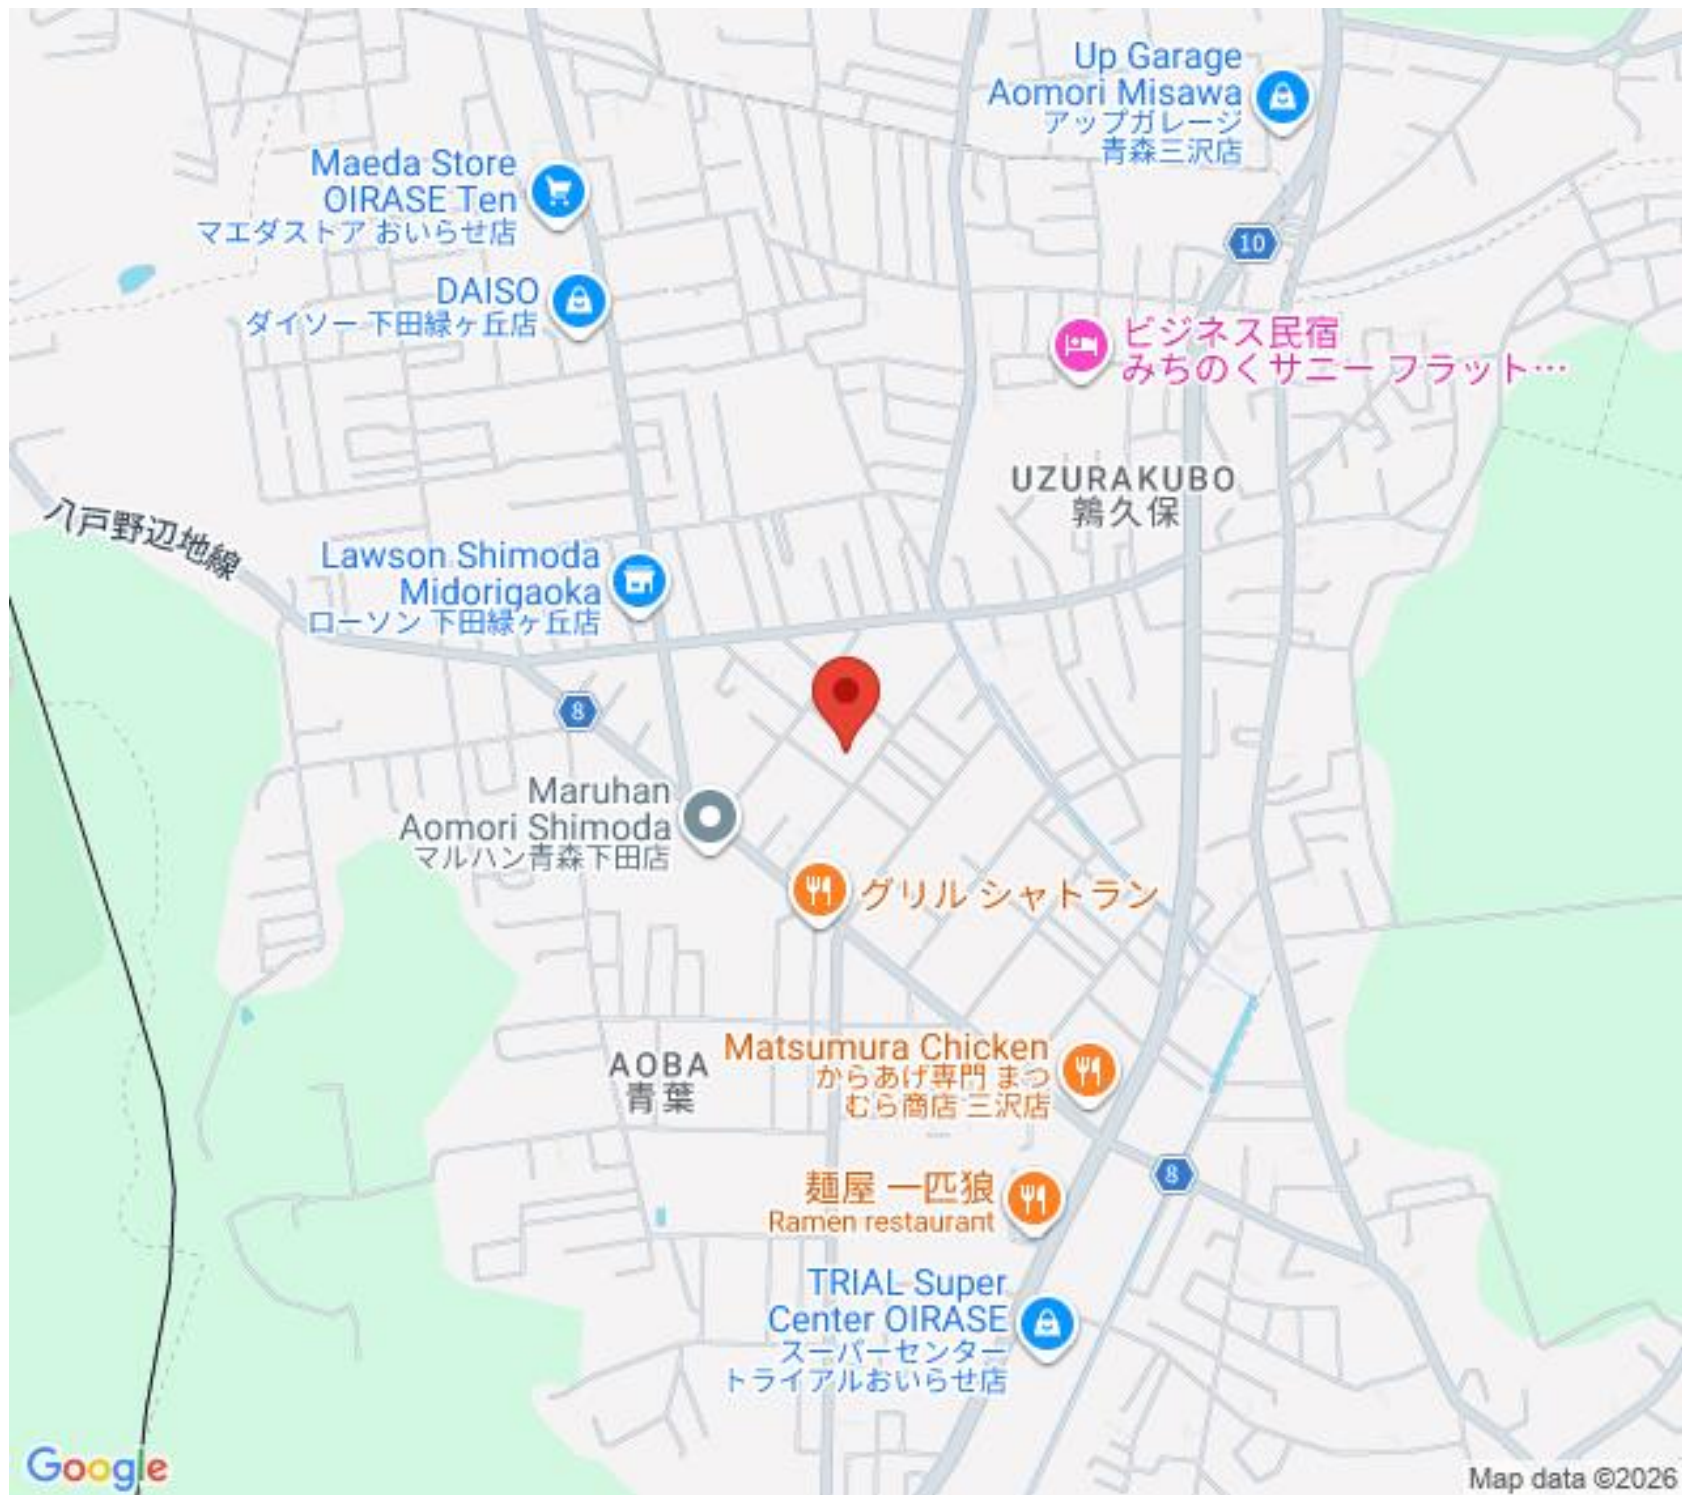 Up Garage
Aomori Misawa
アップガレージ
青森三沢店
Maeda Store
OIRASE Ten
マエダストア おいらせ店
10
DAISO
ダイソー 下田緑ヶ丘店
ビジネス民宿
みちのくサニー フラット…
UZURAKUBO
鶉久保
八戸野辺地線
Lawson Shimoda
Midorigaoka
ローソン 下田緑ヶ丘店
8
Maruhan
Aomori Shimoda
マルハン青森下田店
グリル シャトラン
AOBA
青葉
Matsumura Chicken
からあげ専門 まつ
むら商店 三沢店
8
麺屋 一匹狼
Ramen restaurant
TRIAL Super
Center OIRASE
スーパーセンター
トライアルおいらせ店
Google
Map data ©2026